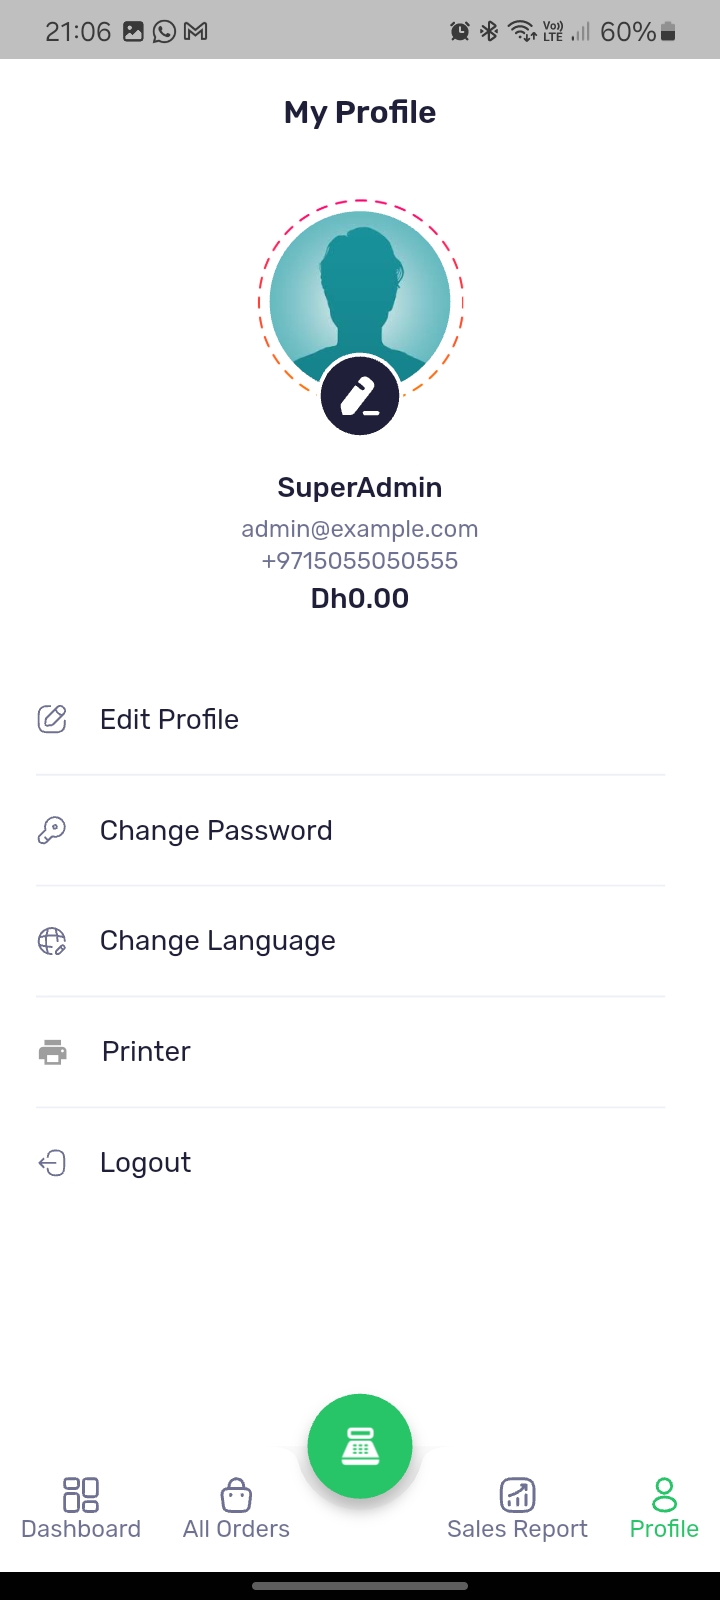 21:06
Vo))
LTE
60%
My Profile
SuperAdmin
admin@example.com
+9715055050555
Dh0.00
Edit Profile
Change Password
Change Language
Printer
Logout
Dashboard
All Orders
Sales Report
Profile